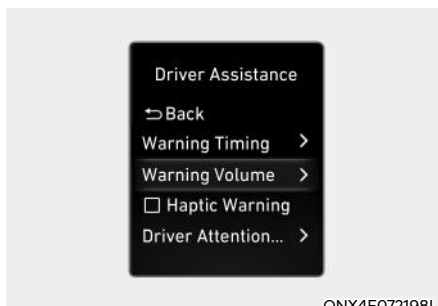 Driver Assistance
⮌ Back
Warning Timing >
Warning Volume >
☐ Haptic Warning
Driver Attention... >